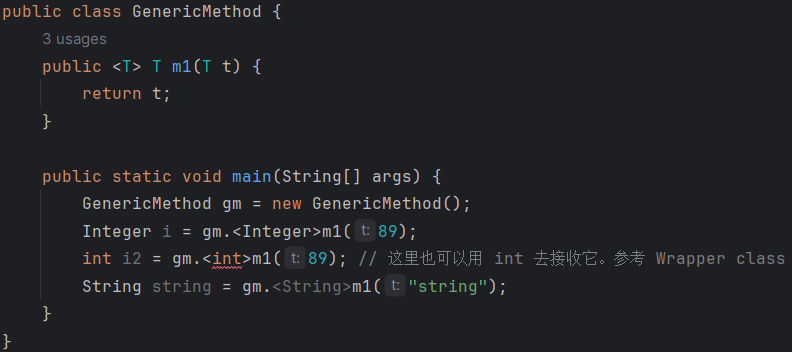 public class GenericMethod {
3 usages
public <T> T m1(T t) {
return t;
}
public static void main(String[] args) {
GenericMethod gm = new GenericMethod();
Integer i = gm.<Integer>m1( t: 89);
int i2 = gm.<int>m1( t: 89); // 这里也可以用 int 去接收它。参考 Wrapper class
String string = gm.<String>m1( t: "string");
}
}